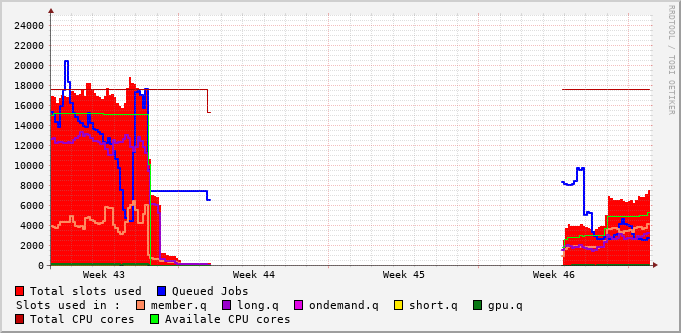 RRDTOOL / TOBI OETIKER
24000
22000
20000
18000
16000
14000
12000
10000
8000
6000
4000
2000
0
Week 43 Week 44 Week 45 Week 46
Total slots used Queued Jobs
Slots used in : member.q long.q ondemand.q short.q gpu.q
Total CPU cores Availale CPU cores